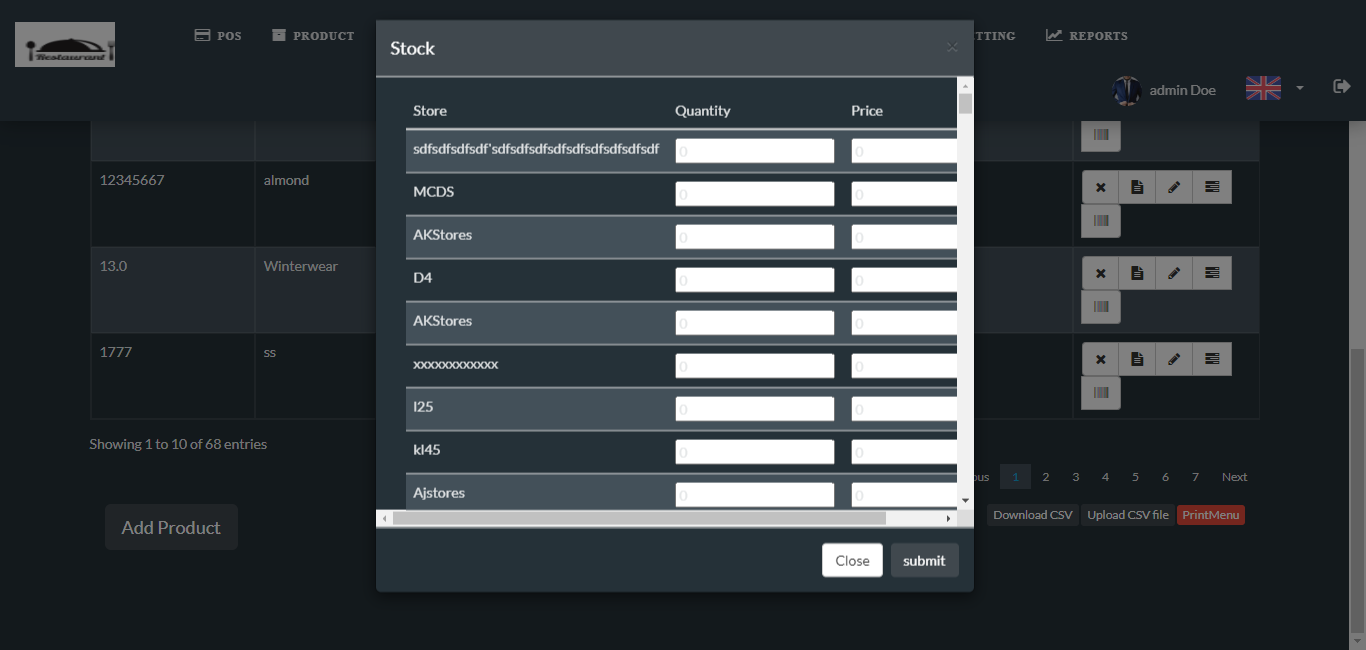 Restaurant
POS
PRODUCT
TTING
REPORTS
admin Doe
Stock
×
Store Quantity Price
sdfsdfsdfsdf'sdfsdfsdfsdfsdfsdfsdfsdfsdf 0 0
MCDS 0 0
AKStores 0 0
D4 0 0
AKStores 0 0
xxxxxxxxxxxx 0 0
I25 0 0
kl45 0 0
Ajstores 0 0
Close
submit
12345667 almond
13.0 Winterwear
1777 ss
Showing 1 to 10 of 68 entries
ous 1 2 3 4 5 6 7 Next
Add Product
Download CSV
Upload CSV file
PrintMenu